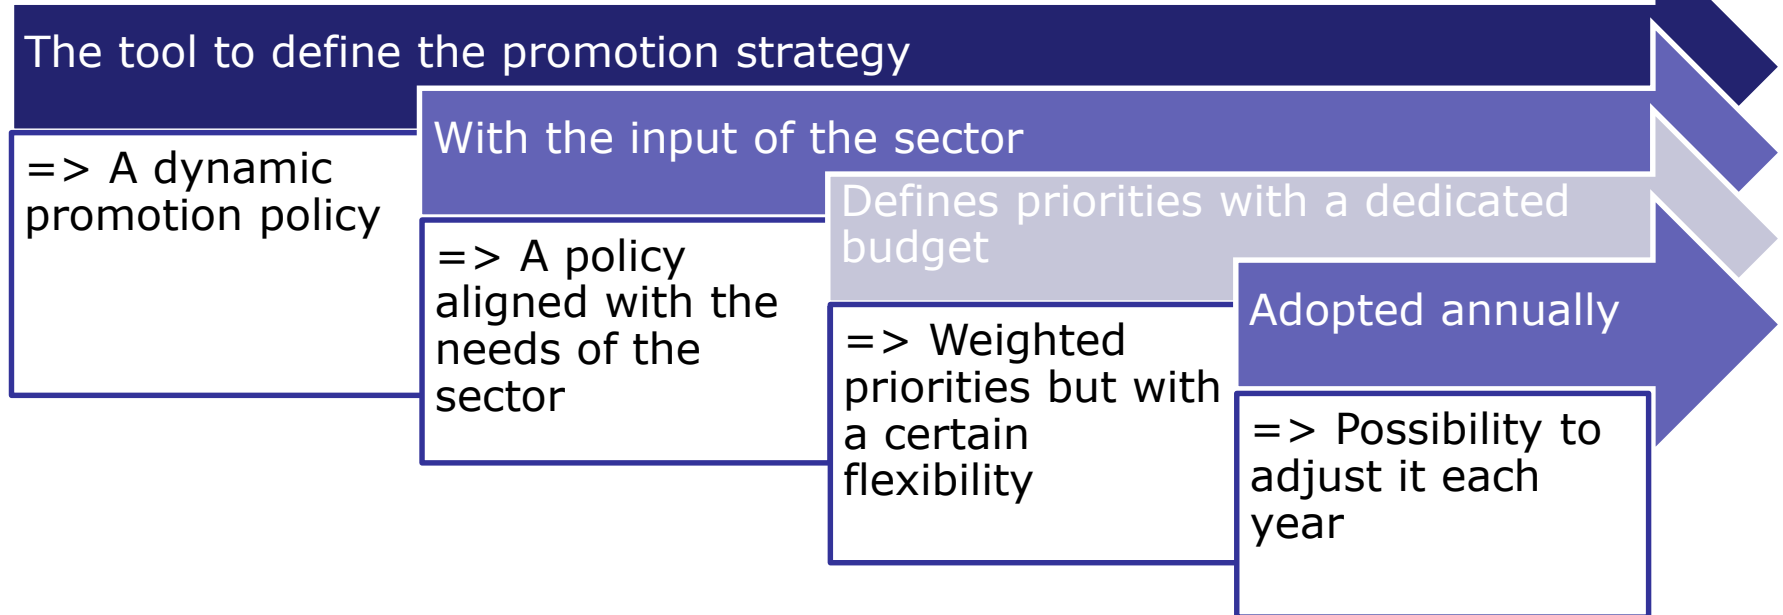 The tool to define the promotion strategy
=> A dynamic
promotion policy
With the input of the sector
=> A policy
aligned with the
needs of the
sector
Defines priorities with a dedicated
budget
=> Weighted
priorities but with
a certain
flexibility
Adopted annually
=> Possibility to
adjust it each
year